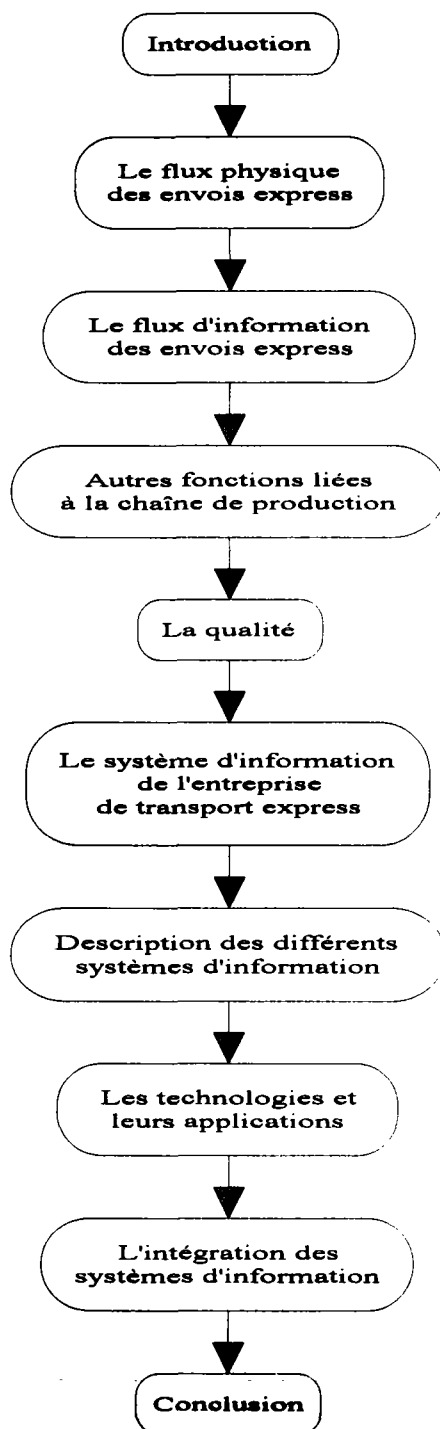 Introduction
Le flux physique
des envois express
Le flux d'information
des envois express
Autres fonctions liées
à la chaîne de production
La qualité
Le système d'information
de l'entreprise
de transport express
Description des différents
systèmes d'information
Les technologies et
leurs applications
L'intégration des
systèmes d'information
Conclusion